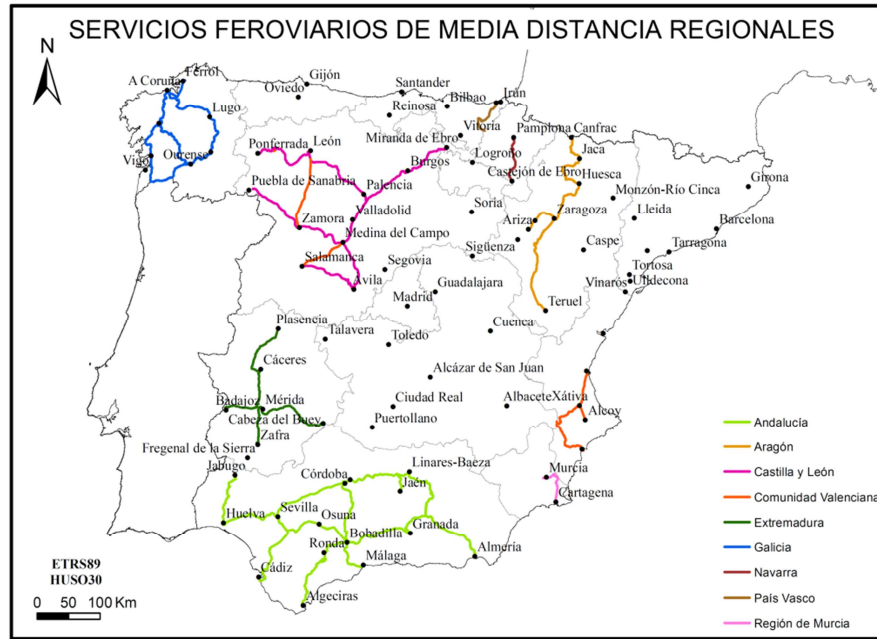 SERVICIOS FEROVIARIOS DE MEDIA DISTANCIA REGIONALES
N
A Coruña
Ferrol
Gijón
Oviedo
Santander
Reinosa
Bilbao
Irún
Lugo
Vitoria
Pamplona
Canfrac
Ponferrada
León
Miranda de Ebro
Logroño
Jaca
Vigo
Ourense
Burgos
Castejón de Ebro
Huesca
Puebla de Sanabria
Palencia
Monzón-Río Cinca
Girona
Soria
Zamora
Valladolid
Ariza
Zaragoza
Lleida
Barcelona
Medina del Campo
Sigüenza
Caspe
Tarragona
Salamanca
Segovia
Tortosa
Ávila
Guadalajara
Vinarós
Ulldecona
Madrid
Teruel
Plasencia
Talavera
Toledo
Cuenca
Cáceres
Alcázar de San Juan
Badajoz
Mérida
Ciudad Real
Albacete
Xátiva
Cabeza del Buey
Puertollano
Alcoy
Zafra
Fregenal de la Sierra
Jabugo
Córdoba
Linares-Baeza
Jaén
Murcia
Cartagena
Huelva
Sevilla
Osuna
Granada
Bobadilla
Ronda
Málaga
Almería
Cádiz
Algeciras
Andalucía
Aragón
Castilla y León
Comunidad Valenciana
Extremadura
Galicia
Navarra
País Vasco
Región de Murcia
ETRS89
HUSO30
0 50 100 Km